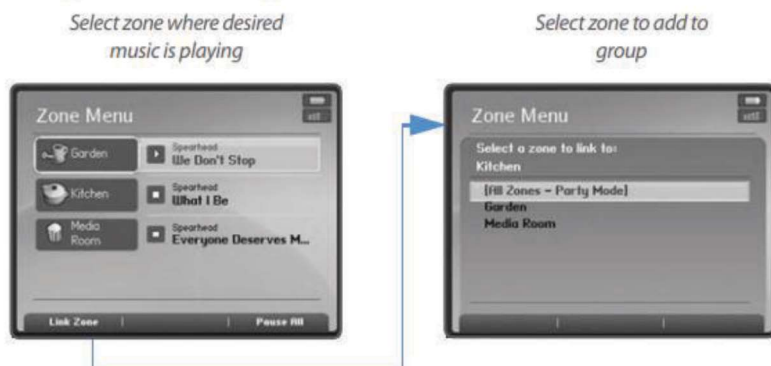 Select zone where desired
music is playing
Zone Menu
Garden
Spearhead
We Don't Stop
Kitchen
Spearhead
What I Be
Media
Room
Spearhead
Everyone Deserves M...
Link Zone
Pause All
Select zone to add to
group
Zone Menu
Select a zone to link to:
Kitchen
[All Zones - Party Mode]
Garden
Media Room